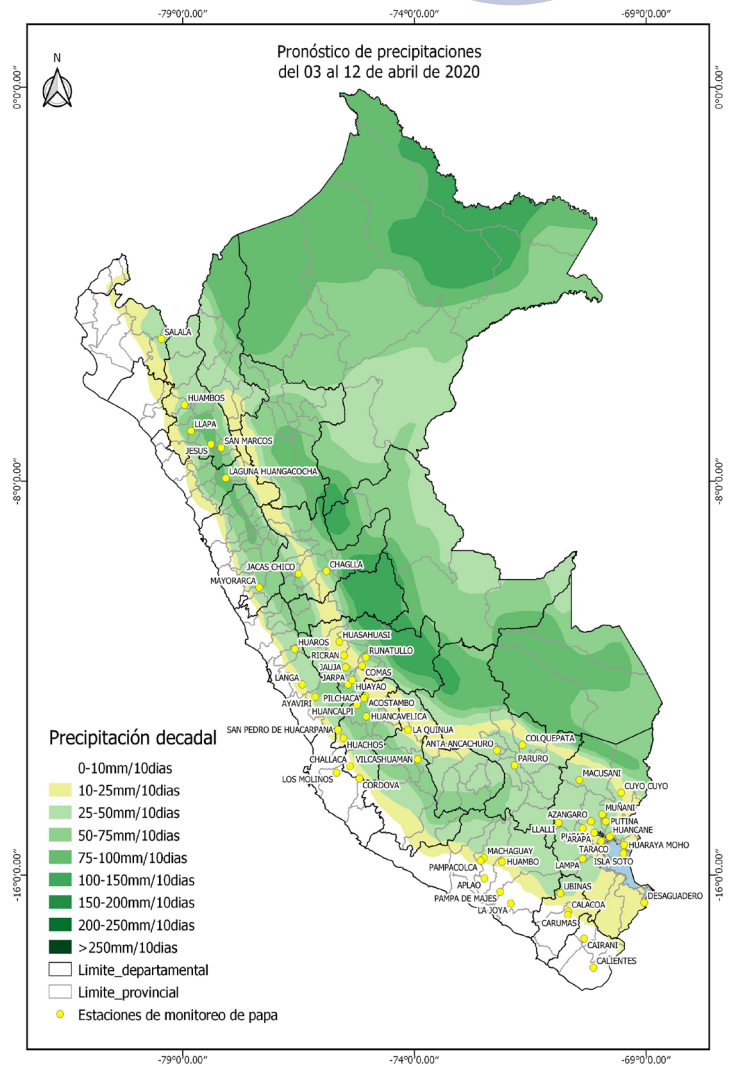 -79°0'0.00"
-74°0'0.00"
-69°0'0.00"
Pronóstico de precipitaciones
del 03 al 12 de abril de 2020
N
0°0'0.00"
0°0'0.00"
SALALA
HUAMBOS
LLAPA
SAN MARCOS
JESUS
LAGUNA HUANGACOCHA
-8°0'0.00"
-8°0'0.00"
JACAS CHICO
CHAGLLA
MAYORARCA
HUASAHUASI
HUAROS
RICRAN
RUNATULLO
JAUJA
COMAS
LANGA
JARPA
HUAYAO
AYAVIRI
PILCHACA
ACOSTAMBO
HUANCALPI
HUANCAVELICA
SAN PEDRO DE HUACARPANA
LA QUINUA
HUACHOS
ANTA ANCACHURO
COLQUEPATA
CHALLACA
VILCASHUAMAN
PARURO
LOS MOLINOS
CORDOVA
MACUSANI
CUYO CUYO
AZANGARO
MUÑANI
PUTINA
LLALLI
HUANCANE
ARAPA
HUARAYA MOHO
TARACO
MACHAGUAY
PAMPACOLCA
HUAMBO
LAMPA
ISLA SOTO
APLAO
PAMPA DE MAJES
UBINAS
DESAGUADERO
LA JOYA
CALACOA
CARUMAS
CAIRANI
CALIENTES
-16°0'0.00"
-16°0'0.00"
Precipitación decadal
0-10mm/10dias
10-25mm/10dias
25-50mm/10dias
50-75mm/10dias
75-100mm/10dias
100-150mm/10dias
150-200mm/10dias
200-250mm/10dias
>250mm/10dias
Limite_departamental
Limite_provincial
Estaciones de monitoreo de papa
-79°0'0.00"
-74°0'0.00"
-69°0'0.00"